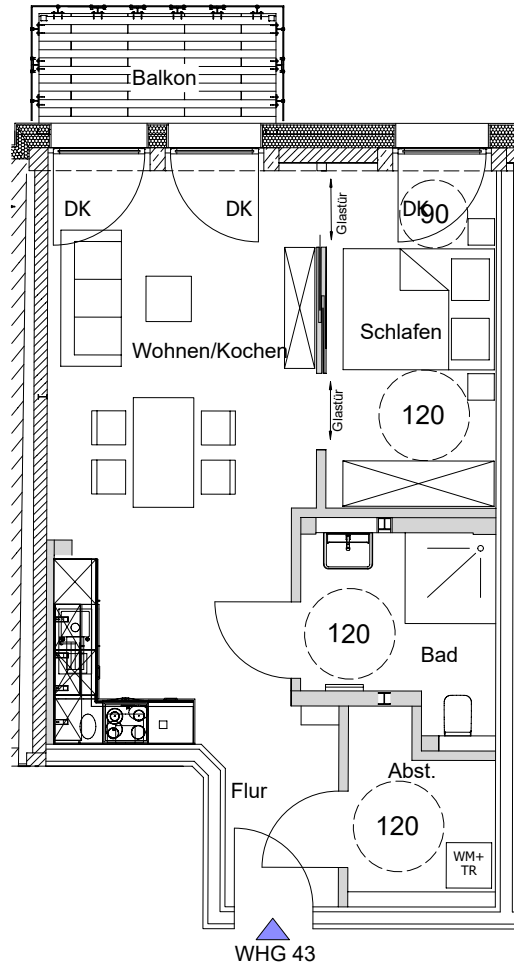 Balkon
DK
DK
DK
90
Glastür
Schlafen
Wohnen/Kochen
Glastür
120
120
Bad
Abst.
Flur
120
WM+
TR
WHG 43